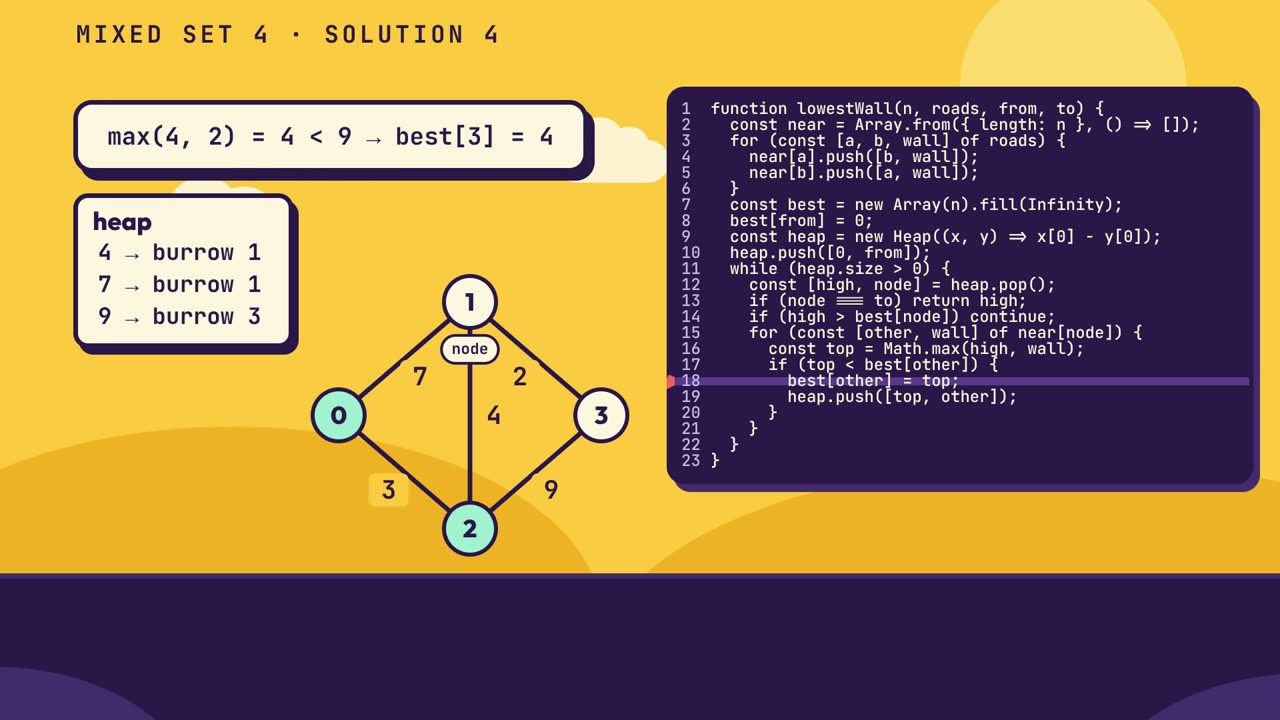 MIXED SET 4 · SOLUTION 4
max(4, 2) = 4 < 9 → best[3] = 4
heap
4 → burrow 1
7 → burrow 1
9 → burrow 3
1
node
7
2
0
4
3
3
9
2
1 function lowestWall(n, roads, from, to) {
2 const near = Array.from({ length: n }, () => []);
3 for (const [a, b, wall] of roads) {
4 near[a].push([b, wall]);
5 near[b].push([a, wall]);
6 }
7 const best = new Array(n).fill(Infinity);
8 best[from] = 0;
9 const heap = new Heap((x, y) => x[0] - y[0]);
10 heap.push([0, from]);
11 while (heap.size > 0) {
12 const [high, node] = heap.pop();
13 if (node === to) return high;
14 if (high > best[node]) continue;
15 for (const [other, wall] of near[node]) {
16 const top = Math.max(high, wall);
17 if (top < best[other]) {
18 best[other] = top;
19 heap.push([top, other]);
20 }
21 }
22 }
23 }